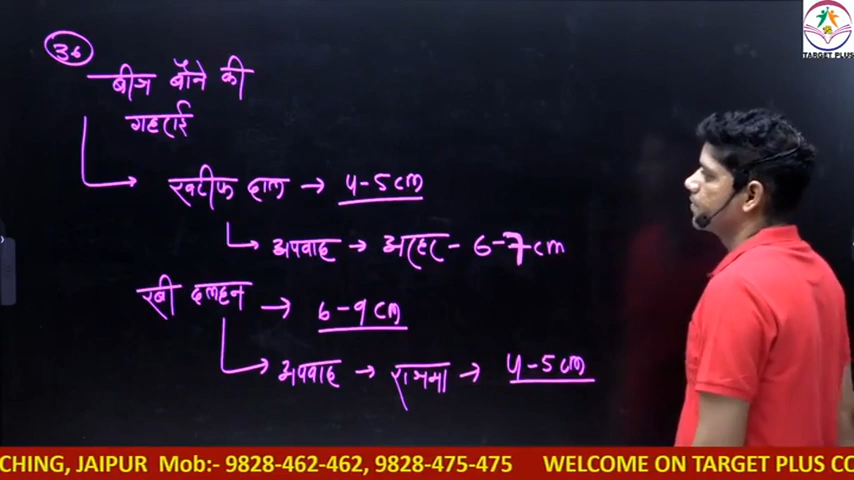 36
बीज बोने की
गहराई
खरीफ दाल → 4-5cm
अपवाद → अरहर - 6-7cm
रबी दलहन → 6-9cm
अपवाद → राजमा → 4-5cm
TARGET PLUS
CHING, JAIPUR Mob:- 9828-462-462, 9828-475-475 WELCOME ON TARGET PLUS CO